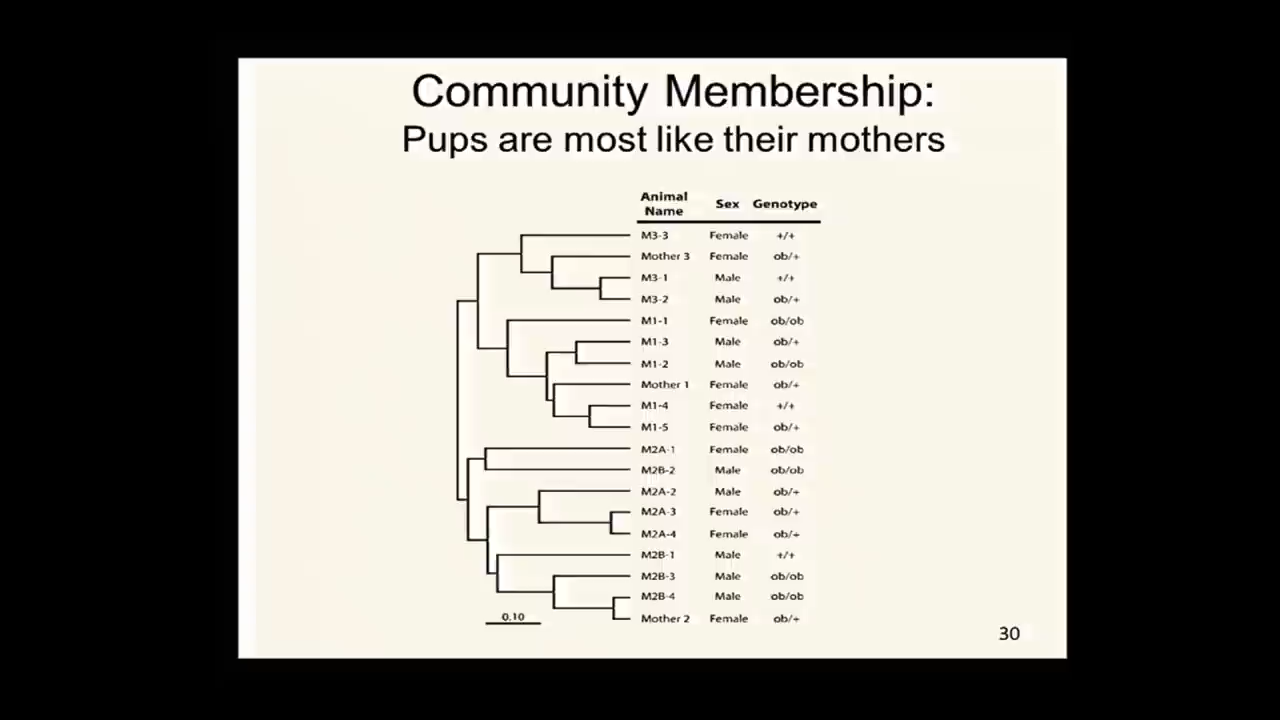 Community Membership:
Pups are most like their mothers
Animal
Name Sex Genotype
M3-3 Female +/+
Mother 3 Female ob/+
M3-1 Male +/+
M3-2 Male ob/+
M1-1 Female ob/ob
M1-3 Male ob/+
M1-2 Male ob/ob
Mother 1 Female ob/+
M1-4 Female +/+
M1-5 Female ob/+
M2A-1 Female ob/ob
M2B-2 Male ob/ob
M2A-2 Male ob/+
M2A-3 Female ob/+
M2A-4 Female ob/+
M2B-1 Male +/+
M2B-3 Male ob/ob
M2B-4 Male ob/ob
Mother 2 Female ob/+
0.10
30